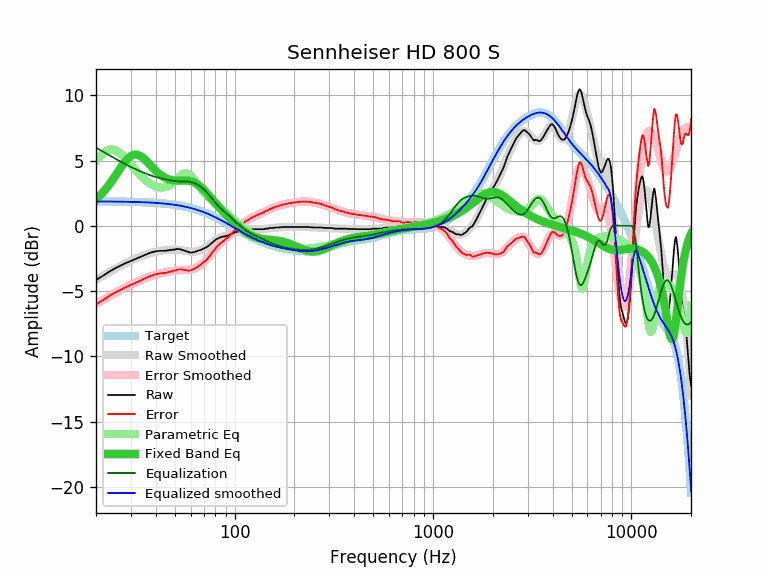 Sennheiser HD 800 S
10
5
0
−5
−10
−15
−20
Amplitude (dBr)
Target
Raw Smoothed
Error Smoothed
Raw
Error
Parametric Eq
Fixed Band Eq
Equalization
Equalized smoothed
100
1000
10000
Frequency (Hz)